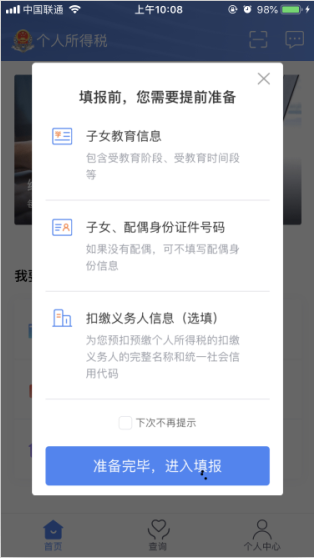 中国联通
上午10:08
98%
个人所得税
填报前，您需要提前准备
子女教育信息
包含受教育阶段、受教育时间段
等
子女、配偶身份证件号码
如果没有配偶，可不填写配偶身
份信息
扣缴义务人信息（选填）
为您预扣预缴个人所得税的扣缴
义务人的完整名称和统一社会信
用代码
下次不再提示
准备完毕，进入填报
首页
查询
个人中心